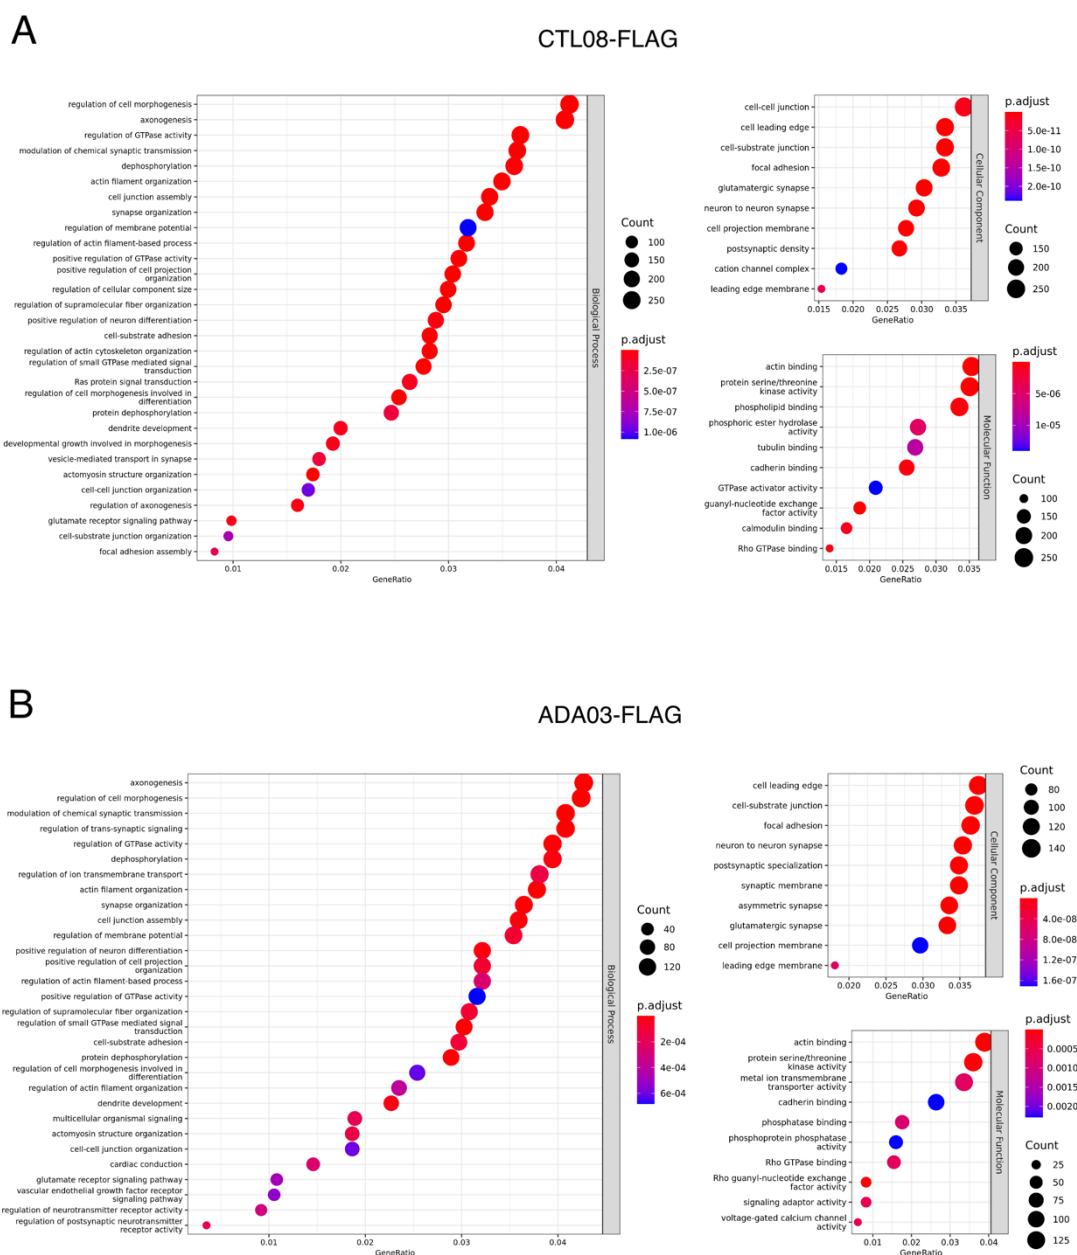 A
CTL08-FLAG
regulation of cell morphogenesis
axonogenesis
regulation of GTPase activity
modulation of chemical synaptic transmission
dephosphorylation
actin filament organization
cell junction assembly
synapse organization
regulation of membrane potential
regulation of actin filament-based process
positive regulation of GTPase activity
positive regulation of cell projection
organization
regulation of cellular component size
regulation of supramolecular fiber organization
positive regulation of neuron differentiation
cell-substrate adhesion
regulation of actin cytoskeleton organization
regulation of small GTPase mediated signal
transduction
Ras protein signal transduction
regulation of cell morphogenesis involved in
differentiation
protein dephosphorylation
dendrite development
developmental growth involved in morphogenesis
vesicle-mediated transport in synapse
actomyosin structure organization
cell-cell junction organization
regulation of axonogenesis
glutamate receptor signaling pathway
cell-substrate junction organization
focal adhesion assembly
0.01 0.02 0.03 0.04
GeneRatio
Biological Process
Count
100
150
200
250
p.adjust
2.5e-07
5.0e-07
7.5e-07
1.0e-06
cell-cell junction
cell leading edge
cell-substrate junction
focal adhesion
glutamatergic synapse
neuron to neuron synapse
cell projection membrane
postsynaptic density
cation channel complex
leading edge membrane
0.015 0.020 0.025 0.030 0.035
GeneRatio
Cellular Component
p.adjust
5.0e-11
1.0e-10
1.5e-10
2.0e-10
Count
150
200
250
actin binding
protein serine/threonine
kinase activity
phospholipid binding
phosphoric ester hydrolase
activity
tubulin binding
cadherin binding
GTPase activator activity
guanyl-nucleotide exchange
factor activity
calmodulin binding
Rho GTPase binding
0.015 0.020 0.025 0.030 0.035
GeneRatio
Molecular Function
p.adjust
5e-06
1e-05
Count
100
150
200
250
B
ADA03-FLAG
axonogenesis
regulation of cell morphogenesis
modulation of chemical synaptic transmission
regulation of trans-synaptic signaling
regulation of GTPase activity
dephosphorylation
regulation of ion transmembrane transport
actin filament organization
synapse organization
cell junction assembly
regulation of membrane potential
positive regulation of neuron differentiation
positive regulation of cell projection
organization
regulation of actin filament-based process
positive regulation of GTPase activity
regulation of supramolecular fiber organization
regulation of small GTPase mediated signal
transduction
cell-substrate adhesion
protein dephosphorylation
regulation of cell morphogenesis involved in
differentiation
regulation of actin filament organization
dendrite development
multicellular organismal signaling
actomyosin structure organization
cell-cell junction organization
cardiac conduction
glutamate receptor signaling pathway
vascular endothelial growth factor receptor
signaling pathway
regulation of neurotransmitter receptor activity
regulation of postsynaptic neurotransmitter
receptor activity
0.01 0.02 0.03 0.04
GeneRatio
Biological Process
Count
40
80
120
p.adjust
2e-04
4e-04
6e-04
cell leading edge
cell-substrate junction
focal adhesion
neuron to neuron synapse
postsynaptic specialization
synaptic membrane
asymmetric synapse
glutamatergic synapse
cell projection membrane
leading edge membrane
0.020 0.025 0.030 0.035
GeneRatio
Cellular Component
Count
80
100
120
140
p.adjust
4.0e-08
8.0e-08
1.2e-07
1.6e-07
actin binding
protein serine/threonine
kinase activity
metal ion transmembrane
transporter activity
cadherin binding
phosphatase binding
phosphoprotein phosphatase
activity
Rho GTPase binding
Rho guanyl-nucleotide exchange
factor activity
signaling adaptor activity
voltage-gated calcium channel
activity
0.01 0.02 0.03 0.04
GeneRatio
Molecular Function
p.adjust
0.0005
0.0010
0.0015
0.0020
Count
25
50
75
100
125